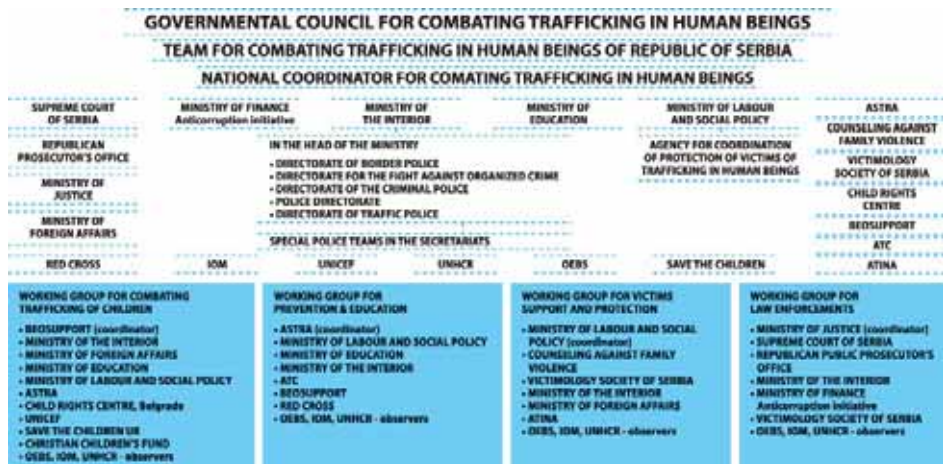 GOVERNMENTAL COUNCIL FOR COMBATING TRAFFICKING IN HUMAN BEINGS
TEAM FOR COMBATING TRAFFICKING IN HUMAN BEINGS OF REPUBLIC OF SERBIA
NATIONAL COORDINATOR FOR COMATING TRAFFICKING IN HUMAN BEINGS
SUPREME COURT
OF SERBIA
MINISTRY OF FINANCE
Anticorruption initiative
MINISTRY OF
THE INTERIOR
MINISTRY OF
EDUCATION
MINISTRY OF LABOUR
AND SOCIAL POLICY
ASTRA
REPUBLICAN
PROSECUTOR'S OFFICE
MINISTRY OF
JUSTICE
MINISTRY OF
FOREIGN AFFAIRS
IN THE HEAD OF THE MINISTRY
• DIRECTORATE OF BORDER POLICE
• DIRECTORATE FOR THE FIGHT AGAINST ORGANIZED CRIME
• DIRECTORATE OF THE CRIMINAL POLICE
• POLICE DIRECTORATE
• DIRECTORATE OF TRAFFIC POLICE
SPECIAL POLICE TEAMS IN THE SECRETARIATS
AGENCY FOR COORDINATION
OF PROTECTION OF VICTIMS OF
TRAFFICKING IN HUMAN BEINGS
COUNSELING AGAINST
FAMILY VIOLENCE
VICTIMOLOGY
SOCIETY OF SERBIA
CHILD RIGHTS
CENTRE
BEOSUPPORT
ATC
RED CROSS
IOM
UNICEF
UNHCR
OEBS
SAVE THE CHILDREN
ATINA
WORKING GROUP FOR COMBATING
TRAFFICKING OF CHILDREN
• BEOSUPPORT (coordinator)
• MINISTRY OF THE INTERIOR
• MINISTRY OF FOREIGN AFFAIRS
• MINISTRY OF EDUCATION
• MINISTRY OF LABOUR AND SOCIAL POLICY
• ASTRA
• CHILD RIGHTS CENTRE, Belgrade
• UNICEF
• SAVE THE CHILDREN UK
• CHRISTIAN CHILDREN'S FUND
• OEBS, IOM, UNHCR - observers
WORKING GROUP FOR
PREVENTION & EDUCATION
• ASTRA (coordinator)
• MINISTRY OF LABOUR AND SOCIAL POLICY
• MINISTRY OF EDUCATION
• MINISTRY OF THE INTERIOR
• ATC
• BEOSUPPORT
• RED CROSS
• OEBS, IOM, UNHCR - observers
WORKING GROUP FOR VICTIMS
SUPPORT AND PROTECTION
• MINISTRY OF LABOUR AND SOCIAL
POLICY (coordinator)
• COUNSELING AGAINST FAMILY
VIOLENCE
• VICTIMOLOGY SOCIETY OF SERBIA
• MINISTRY OF THE INTERIOR
• MINISTRY OF FOREIGN AFFAIRS
• ATINA
• OEBS, IOM, UNHCR - observers
WORKING GROUP FOR
LAW ENFORCEMENTS
• MINISTRY OF JUSTICE (coordinator)
• SUPREME COURT OF SERBIA
• REPUBLICAN PUBLIC PROSECUTOR'S
OFFICE
• MINISTRY OF THE INTERIOR
• MINISTRY OF FINANCE
Anticorruption initiative
• VICTIMOLOGY SOCIETY OF SERBIA
• OEBS, IOM, UNHCR - observers